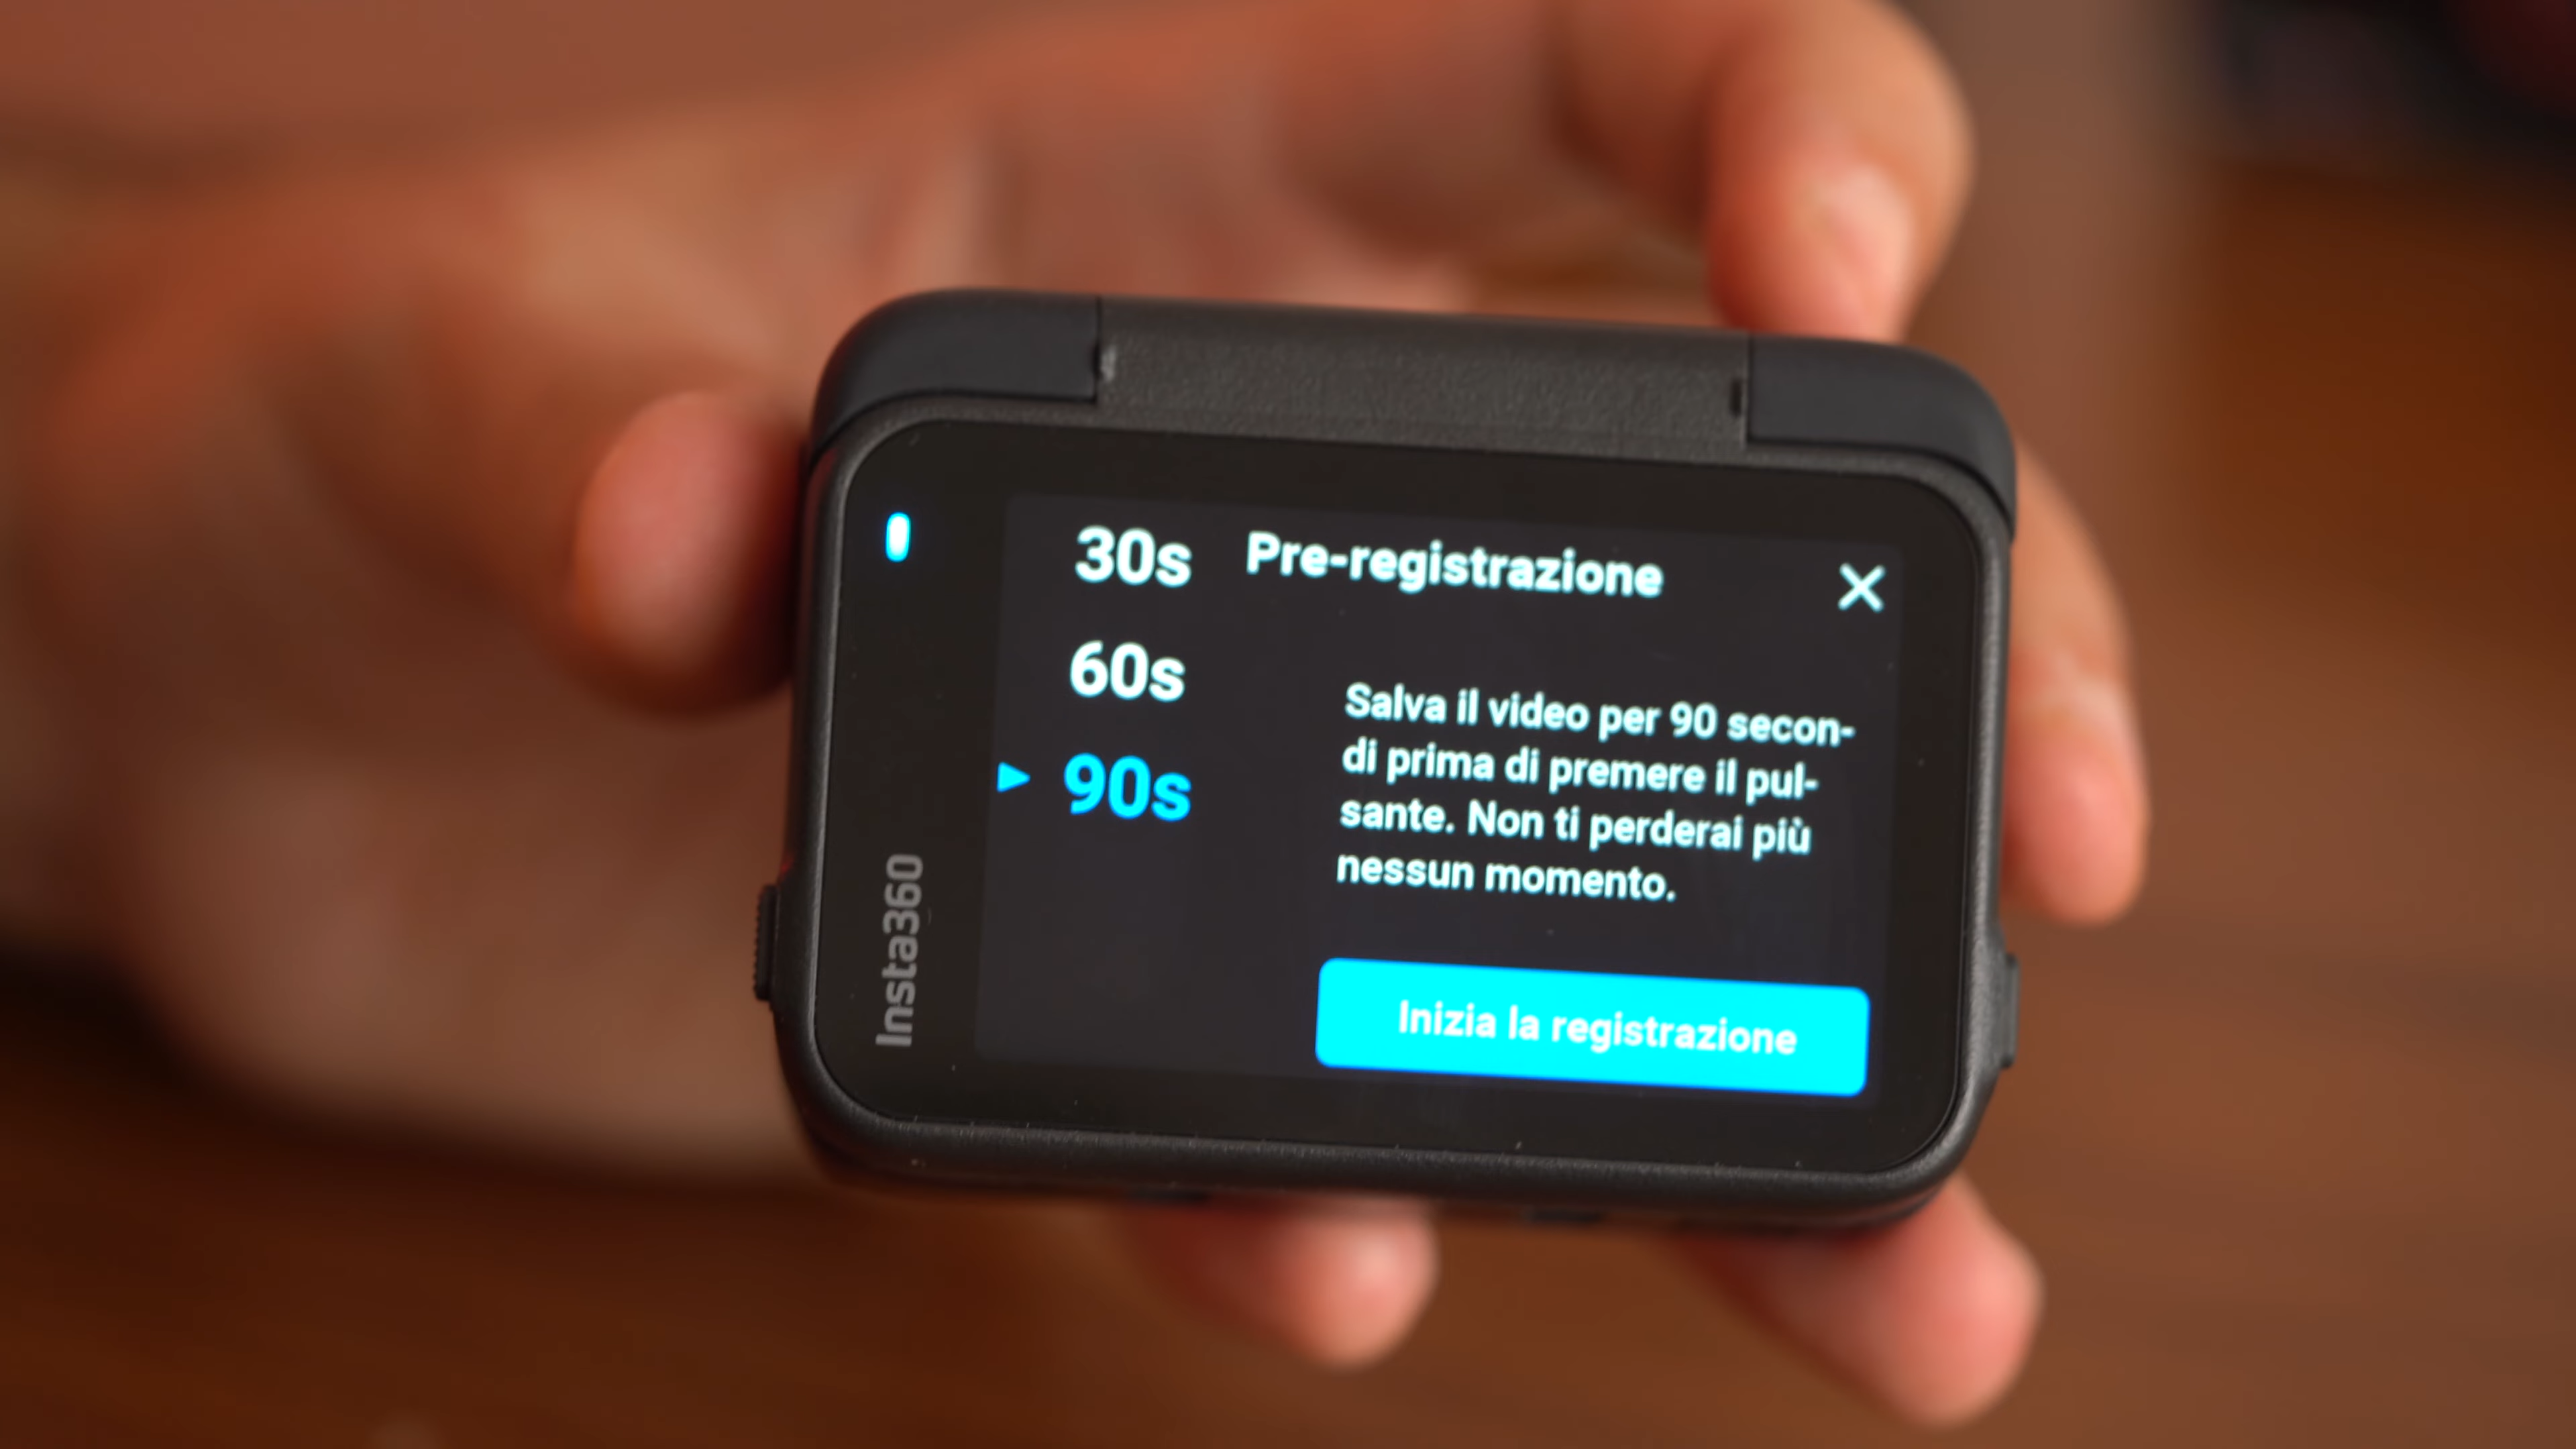 30s
60s
90s
Pre-registrazione
Salva il video per 90 secon-
di prima di premere il pul-
sante. Non ti perderai più
nessun momento.
Inizia la registrazione
Insta360